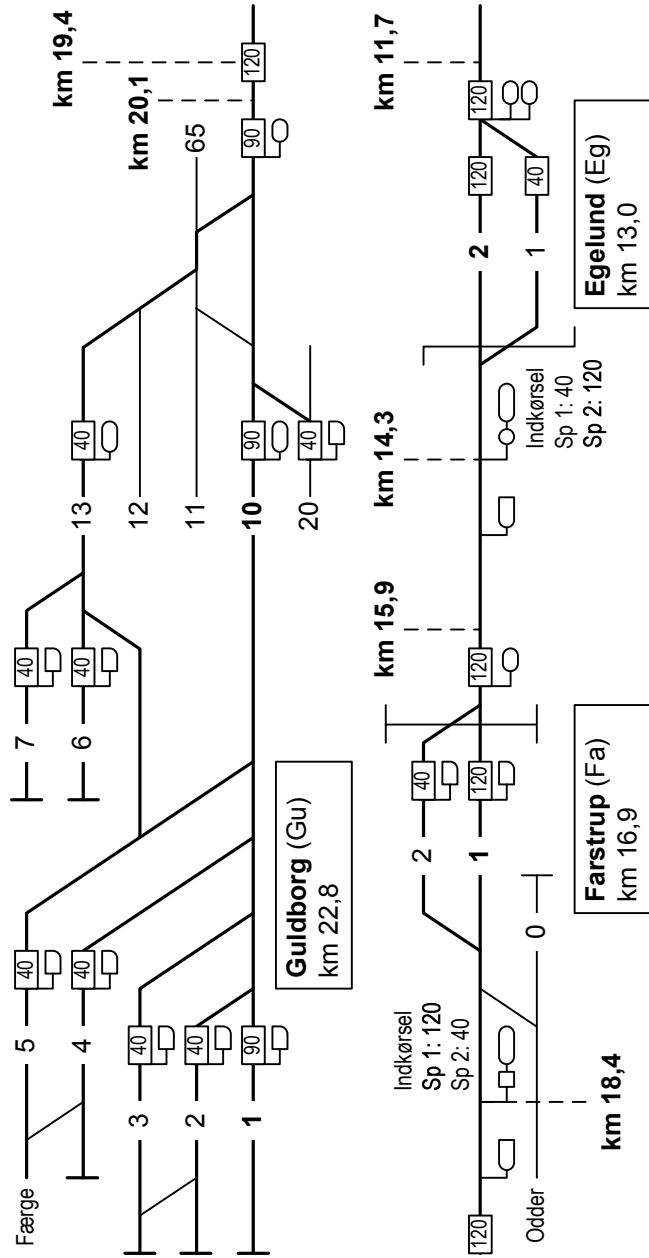 Færge 5 40 7 40
km 19,4
4 40 6 40 13 40
3 40 12 km 20,1
2 40 11 65
1 90 10 90 90 120
20 40
Guldborg (Gu)
km 22,8
km 15,9 km 14,3 km 11,7
Indkørsel
Sp 1: 120
Sp 2: 40
2 40
120 1 120 120 2 120 120
Indkørsel
Sp 1: 40
Sp 2: 120
Odder 0 1 40
km 18,4
Farstrup (Fa)
km 16,9
Egelund (Eg)
km 13,0